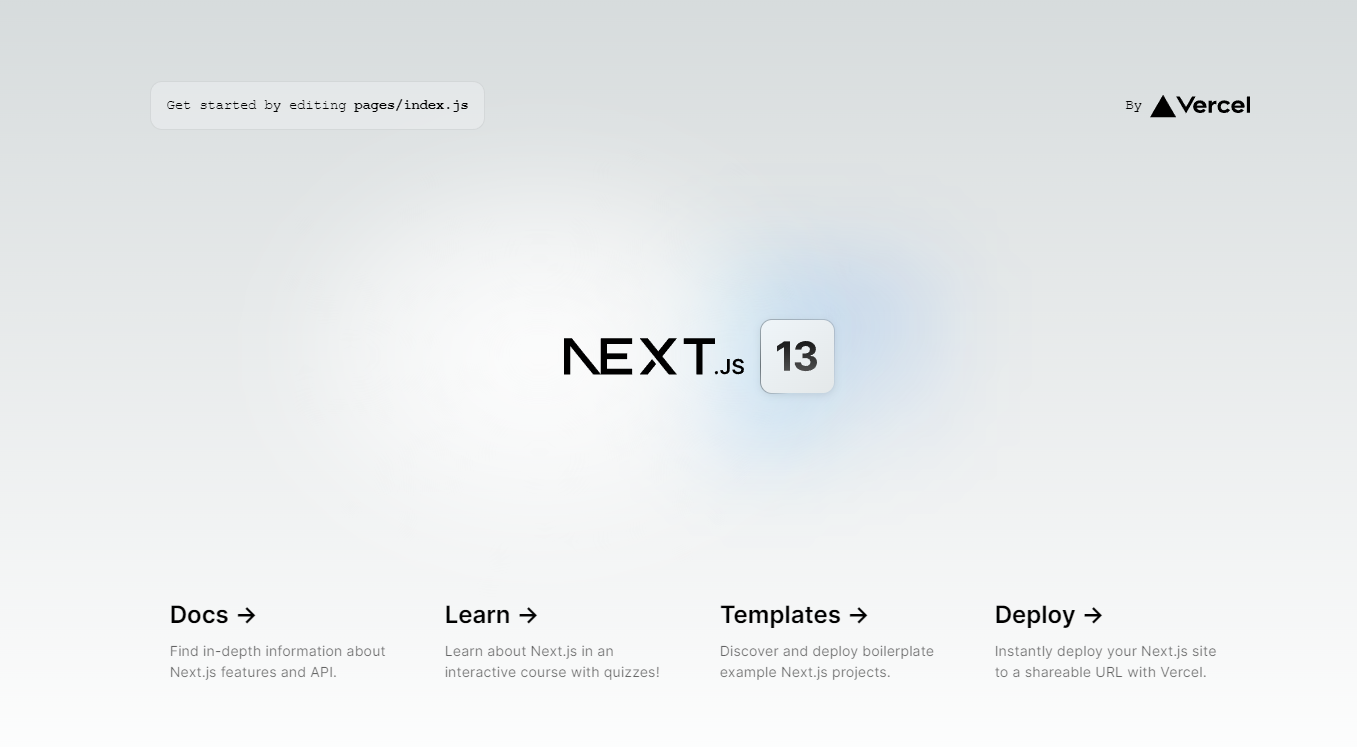 Get started by editing pages/index.js
By Vercel
NEXT.JS 13
Docs →
Find in-depth information about
Next.js features and API.
Learn →
Learn about Next.js in an
interactive course with quizzes!
Templates →
Discover and deploy boilerplate
example Next.js projects.
Deploy →
Instantly deploy your Next.js site
to a shareable URL with Vercel.